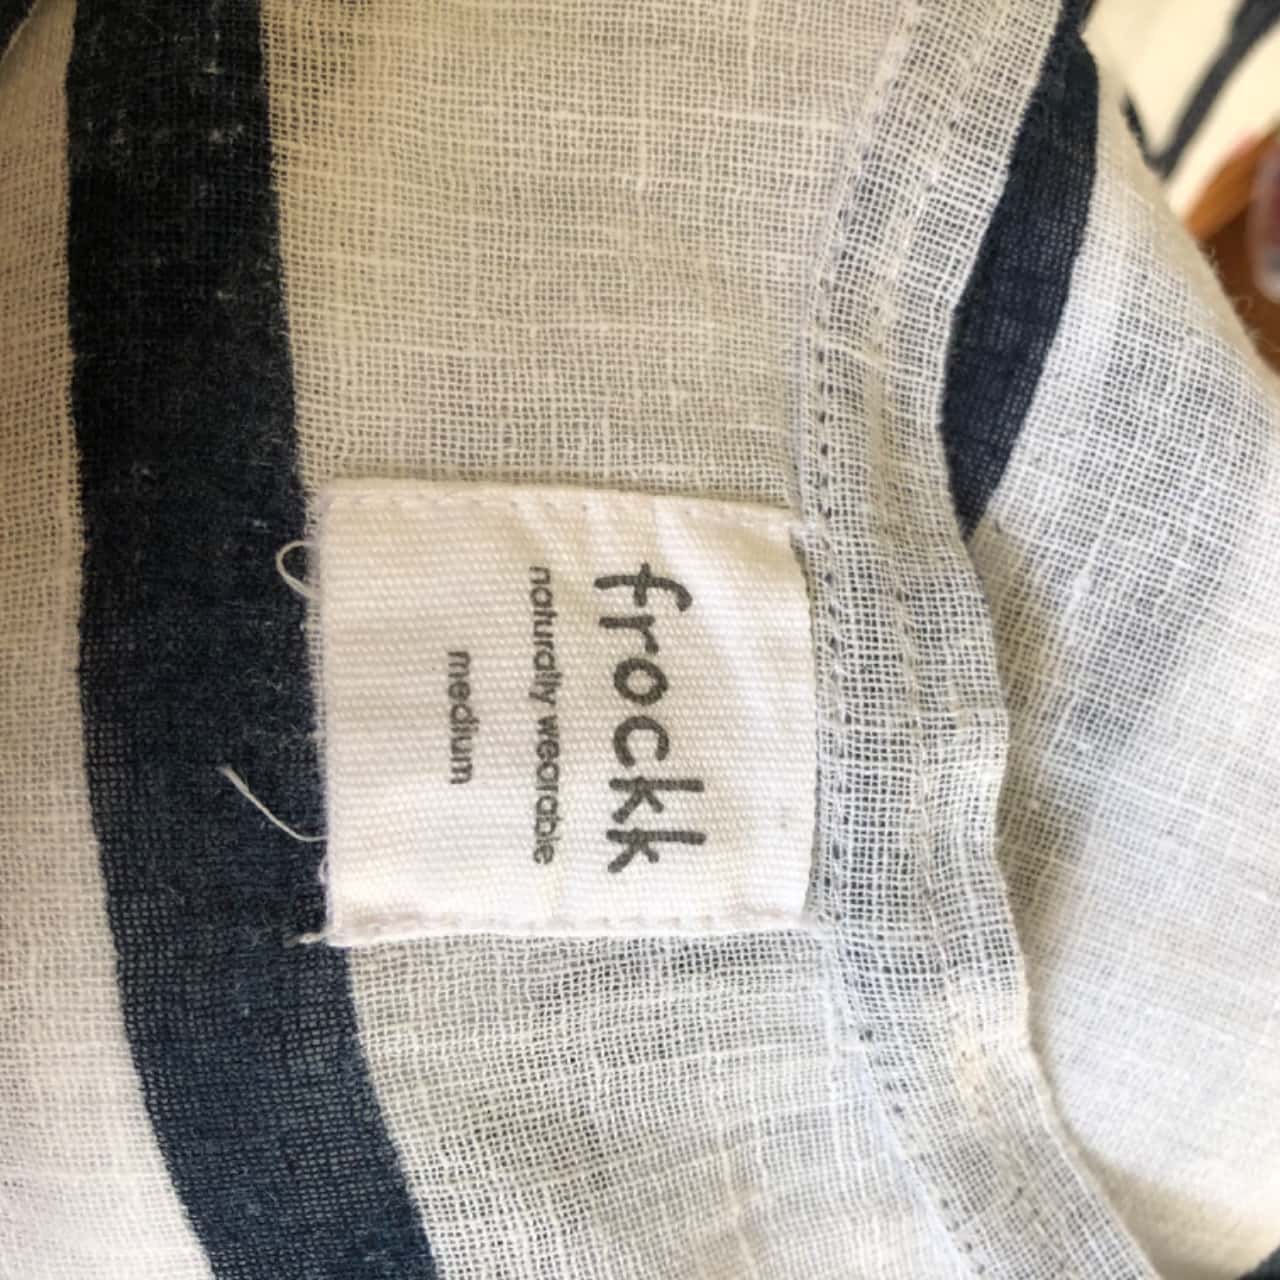 frockk
naturally wearable
medium